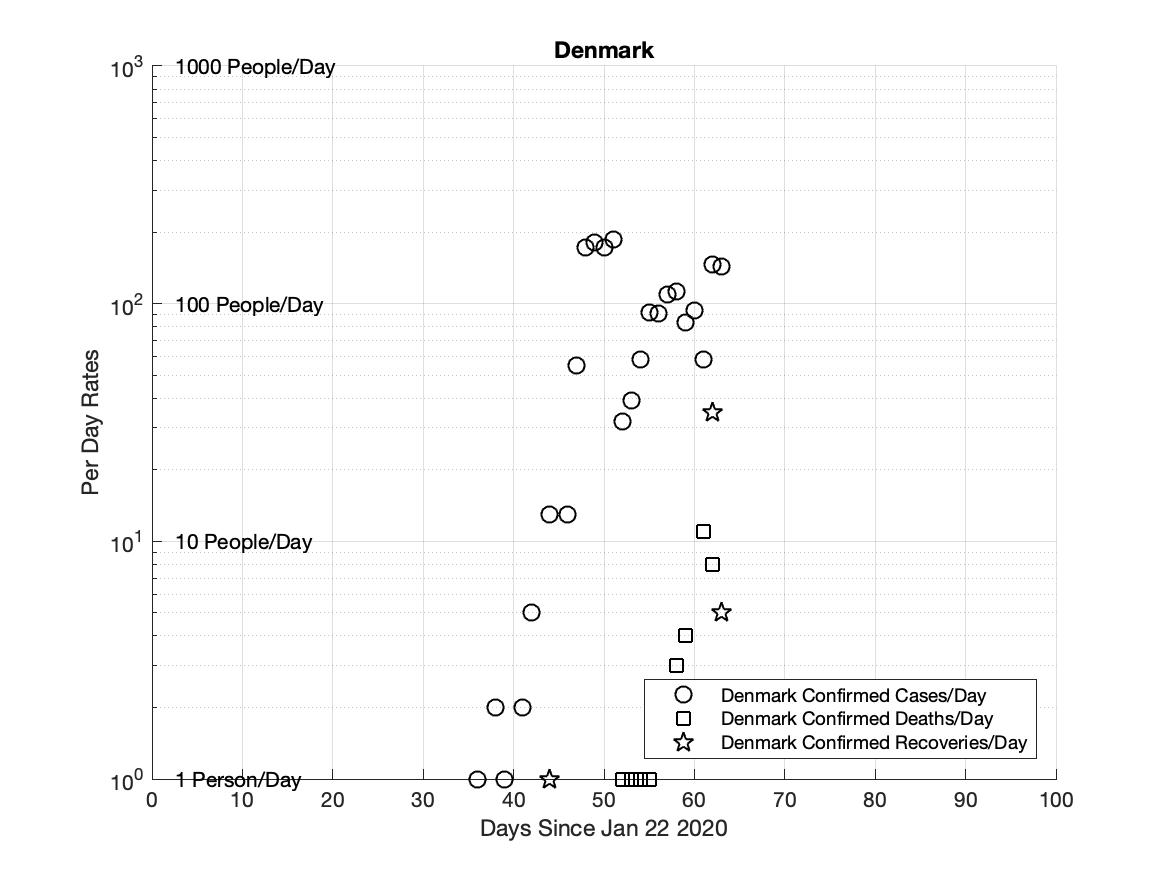 Denmark
10³ 1000 People/Day
10² 100 People/Day
Per Day Rates
10¹ 10 People/Day
Denmark Confirmed Cases/Day
Denmark Confirmed Deaths/Day
Denmark Confirmed Recoveries/Day
10⁰ 1 Person/Day
0 10 20 30 40 50 60 70 80 90 100
Days Since Jan 22 2020